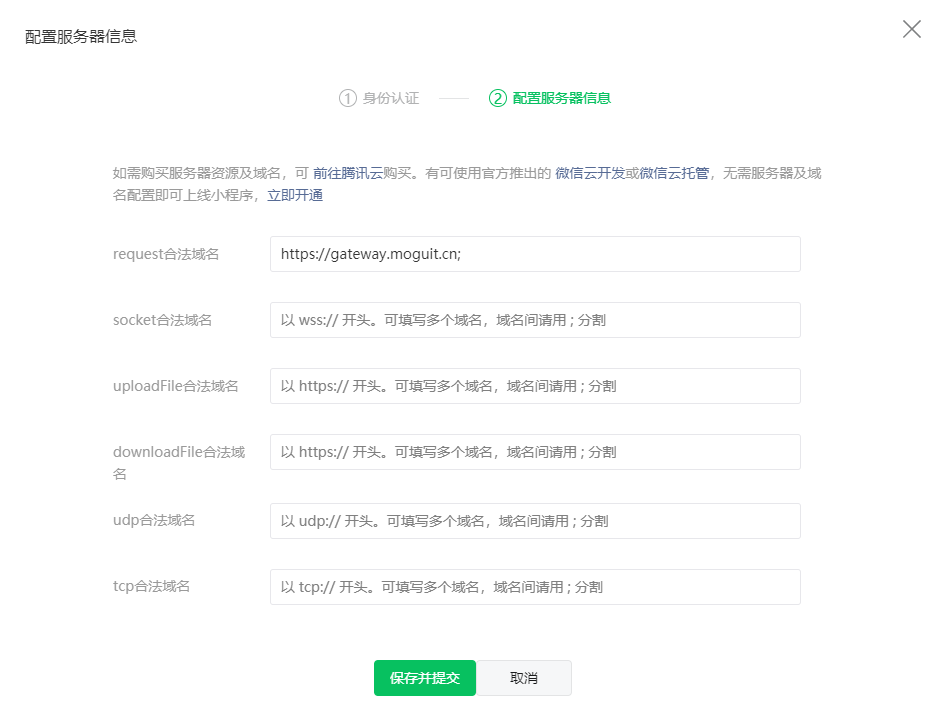 配置服务器信息
① 身份认证
② 配置服务器信息
如需购买服务器资源及域名，可 前往腾讯云购买。有可使用官方推出的 微信云开发或微信云托管，无需服务器及域
名配置即可上线小程序，立即开通
request合法域名
https://gateway.moguit.cn;
socket合法域名
以 wss:// 开头。可填写多个域名，域名间请用 ; 分割
uploadFile合法域名
以 https:// 开头。可填写多个域名，域名间请用 ; 分割
downloadFile合法域
名
以 https:// 开头。可填写多个域名，域名间请用 ; 分割
udp合法域名
以 udp:// 开头。可填写多个域名，域名间请用 ; 分割
tcp合法域名
以 tcp:// 开头。可填写多个域名，域名间请用 ; 分割
保存并提交
取消